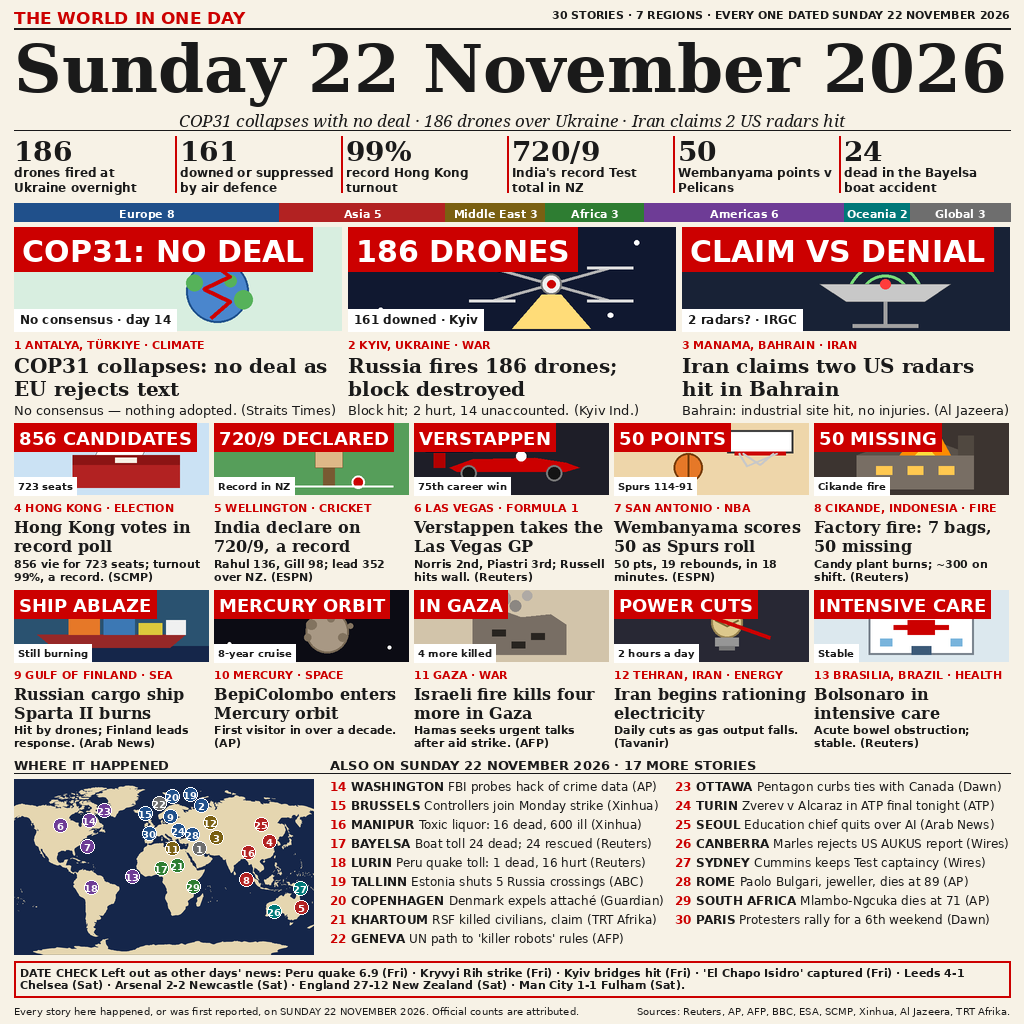 THE WORLD IN ONE DAY
30 STORIES · 7 REGIONS · EVERY ONE DATED SUNDAY 22 NOVEMBER 2026
Sunday 22 November 2026
COP31 collapses with no deal · 186 drones over Ukraine · Iran claims 2 US radars hit
186
drones fired at
Ukraine overnight
161
downed or suppressed
by air defence
99%
record Hong Kong
turnout
720/9
India's record Test
total in NZ
50
Wembanyama points v
Pelicans
24
dead in the Bayelsa
boat accident
Europe 8
Asia 5
Middle East 3
Africa 3
Americas 6
Oceania 2
Global 3
COP31: NO DEAL
No consensus · day 14
1 ANTALYA, TÜRKIYE · CLIMATE
COP31 collapses: no deal as
EU rejects text
No consensus — nothing adopted. (Straits Times)
186 DRONES
161 downed · Kyiv
2 KYIV, UKRAINE · WAR
Russia fires 186 drones;
block destroyed
Block hit; 2 hurt, 14 unaccounted. (Kyiv Ind.)
CLAIM VS DENIAL
2 radars? · IRGC
3 MANAMA, BAHRAIN · IRAN
Iran claims two US radars
hit in Bahrain
Bahrain: industrial site hit, no injuries. (Al Jazeera)
856 CANDIDATES
723 seats
4 HONG KONG · ELECTION
Hong Kong votes in
record poll
856 vie for 723 seats; turnout
99%, a record. (SCMP)
720/9 DECLARED
Record in NZ
5 WELLINGTON · CRICKET
India declare on
720/9, a record
Rahul 136, Gill 98; lead 352
over NZ. (ESPN)
VERSTAPPEN
75th career win
6 LAS VEGAS · FORMULA 1
Verstappen takes the
Las Vegas GP
Norris 2nd, Piastri 3rd; Russell
hits wall. (Reuters)
50 POINTS
Spurs 114-91
7 SAN ANTONIO · NBA
Wembanyama scores
50 as Spurs roll
50 pts, 19 rebounds, in 18
minutes. (ESPN)
50 MISSING
Cikande fire
8 CIKANDE, INDONESIA · FIRE
Factory fire: 7 bags,
50 missing
Candy plant burns; ~300 on
shift. (Reuters)
SHIP ABLAZE
Still burning
9 GULF OF FINLAND · SEA
Russian cargo ship
Sparta II burns
Hit by drones; Finland leads
response. (Arab News)
MERCURY ORBIT
8-year cruise
10 MERCURY · SPACE
BepiColombo enters
Mercury orbit
First visitor in over a decade.
(AP)
IN GAZA
4 more killed
11 GAZA · WAR
Israeli fire kills four
more in Gaza
Hamas seeks urgent talks
after aid strike. (AFP)
POWER CUTS
2 hours a day
12 TEHRAN, IRAN · ENERGY
Iran begins rationing
electricity
Daily cuts as gas output falls.
(Tavanir)
INTENSIVE CARE
Stable
13 BRASILIA, BRAZIL · HEALTH
Bolsonaro in
intensive care
Acute bowel obstruction;
stable. (Reuters)
WHERE IT HAPPENED
ALSO ON SUNDAY 22 NOVEMBER 2026 · 17 MORE STORIES
14 WASHINGTON FBI probes hack of crime data (AP)
15 BRUSSELS Controllers join Monday strike (Xinhua)
16 MANIPUR Toxic liquor: 16 dead, 600 ill (Xinhua)
17 BAYELSA Boat toll 24 dead; 24 rescued (Reuters)
18 LURIN Peru quake toll: 1 dead, 16 hurt (Reuters)
19 TALLINN Estonia shuts 5 Russia crossings (ABC)
20 COPENHAGEN Denmark expels attaché (Guardian)
21 KHARTOUM RSF killed civilians, claim (TRT Afrika)
22 GENEVA UN path to 'killer robots' rules (AFP)
23 OTTAWA Pentagon curbs ties with Canada (Dawn)
24 TURIN Zverev v Alcaraz in ATP final tonight (ATP)
25 SEOUL Education chief quits over AI (Arab News)
26 CANBERRA Marles rejects US AUKUS report (Wires)
27 SYDNEY Cummins keeps Test captaincy (Wires)
28 ROME Paolo Bulgari, jeweller, dies at 89 (AP)
29 SOUTH AFRICA Mlambo-Ngcuka dies at 71 (AP)
30 PARIS Protesters rally for a 6th weekend (Dawn)
DATE CHECK Left out as other days' news: Peru quake 6.9 (Fri) · Kryvyi Rih strike (Fri) · Kyiv bridges hit (Fri) · 'El Chapo Isidro' captured (Fri) · Leeds 4-1
Chelsea (Sat) · Arsenal 2-2 Newcastle (Sat) · England 27-12 New Zealand (Sat) · Man City 1-1 Fulham (Sat).
Every story here happened, or was first reported, on SUNDAY 22 NOVEMBER 2026. Official counts are attributed.
Sources: Reuters, AP, AFP, BBC, ESA, SCMP, Xinhua, Al Jazeera, TRT Afrika.